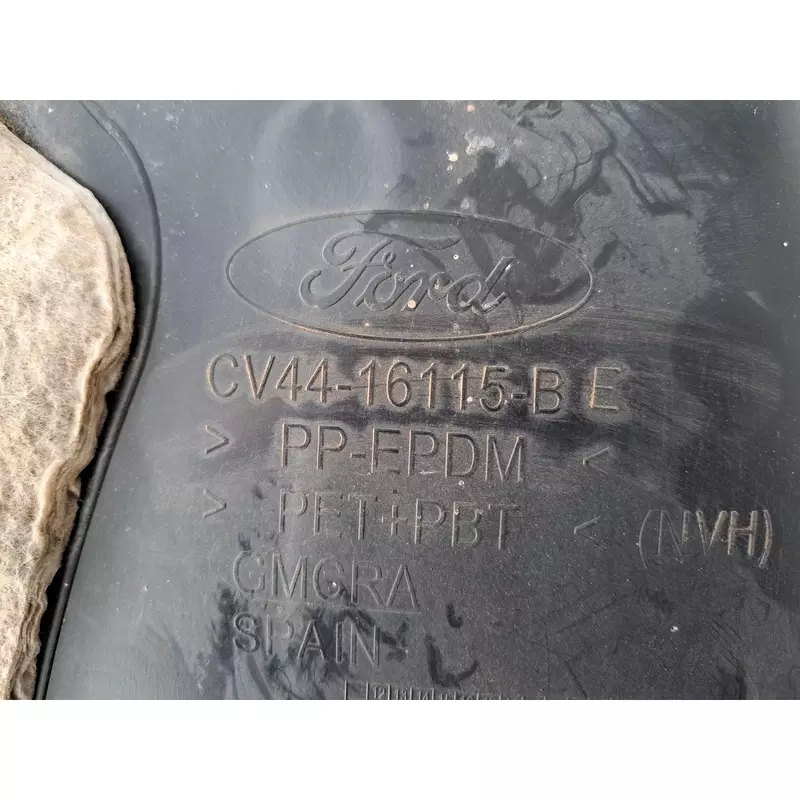 Ford
CV44-16115-B E
> PP-EPDM <
> PET+PBT < (NVH)
GMCRA
SPAIN